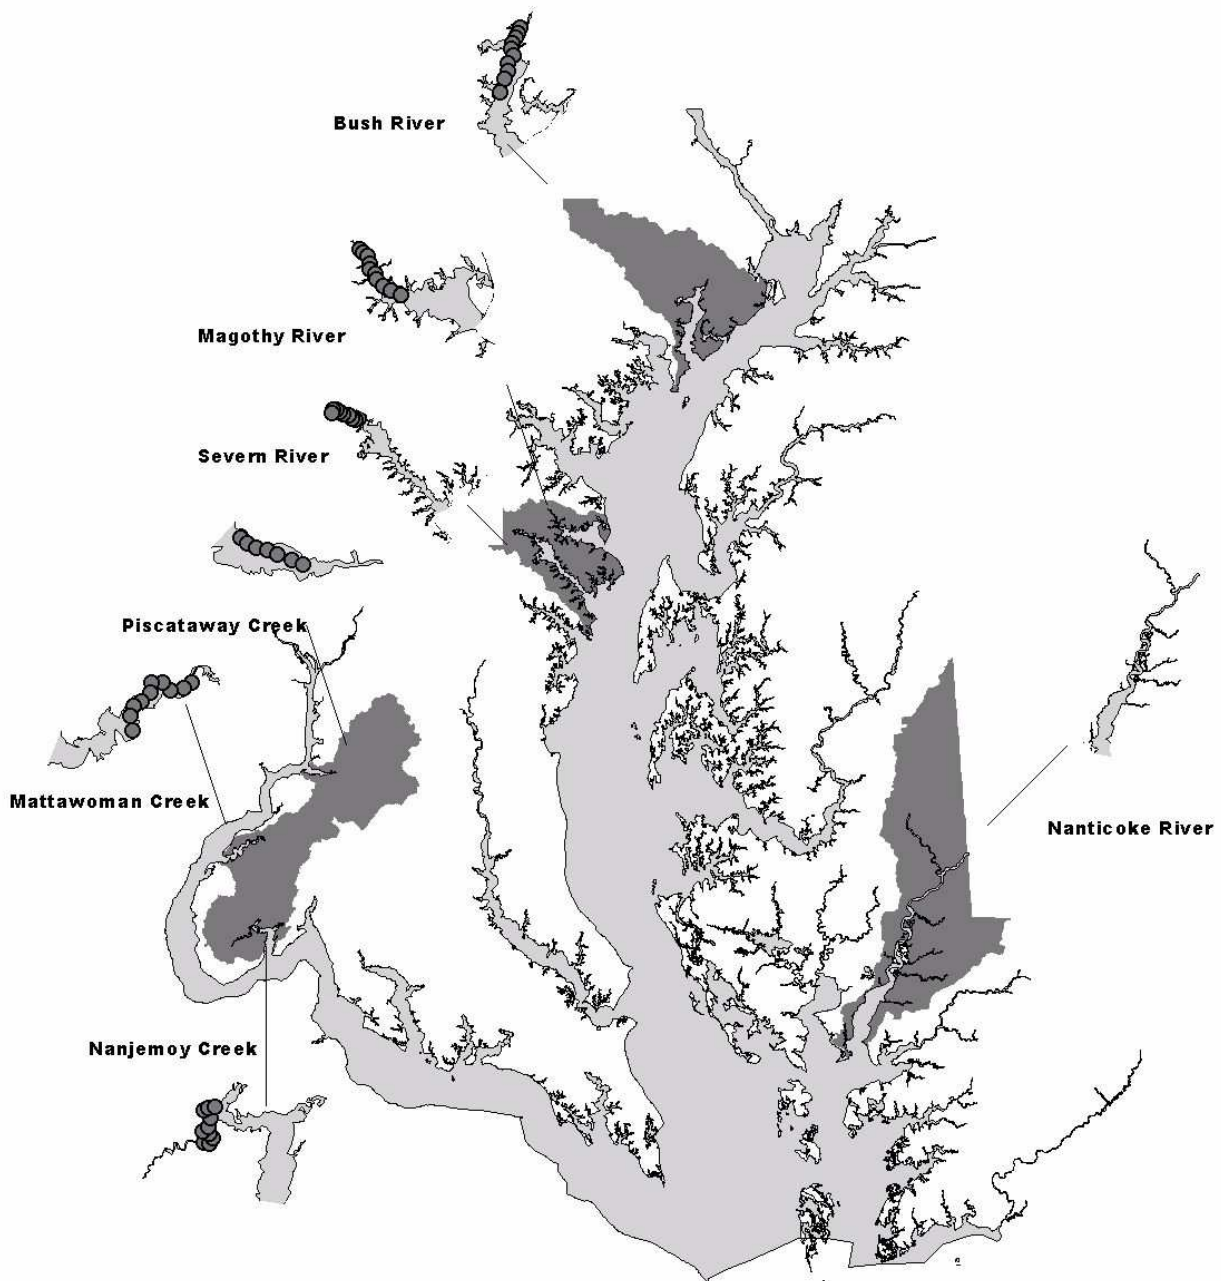 Bush River
Magothy River
Severn River
Piscataway Creek
Mattawoman Creek
Nanticoke River
Nanjemoy Creek